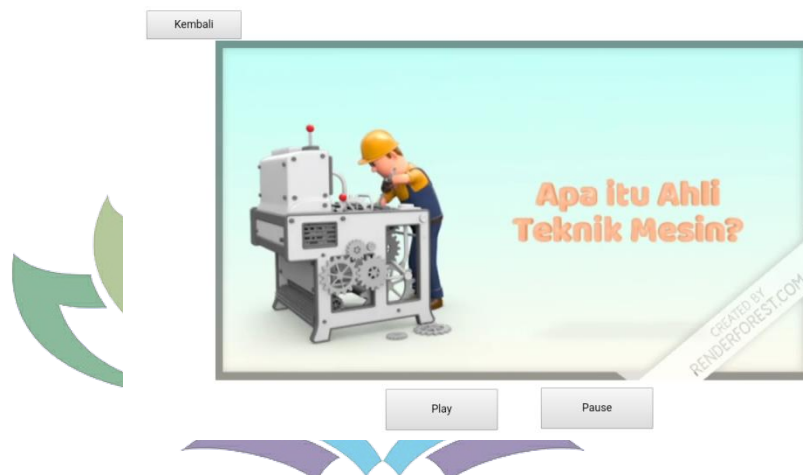 Kembali
Apa itu Ahli
Teknik Mesin?
CREATED BY
RENDERFOREST.COM
Play
Pause